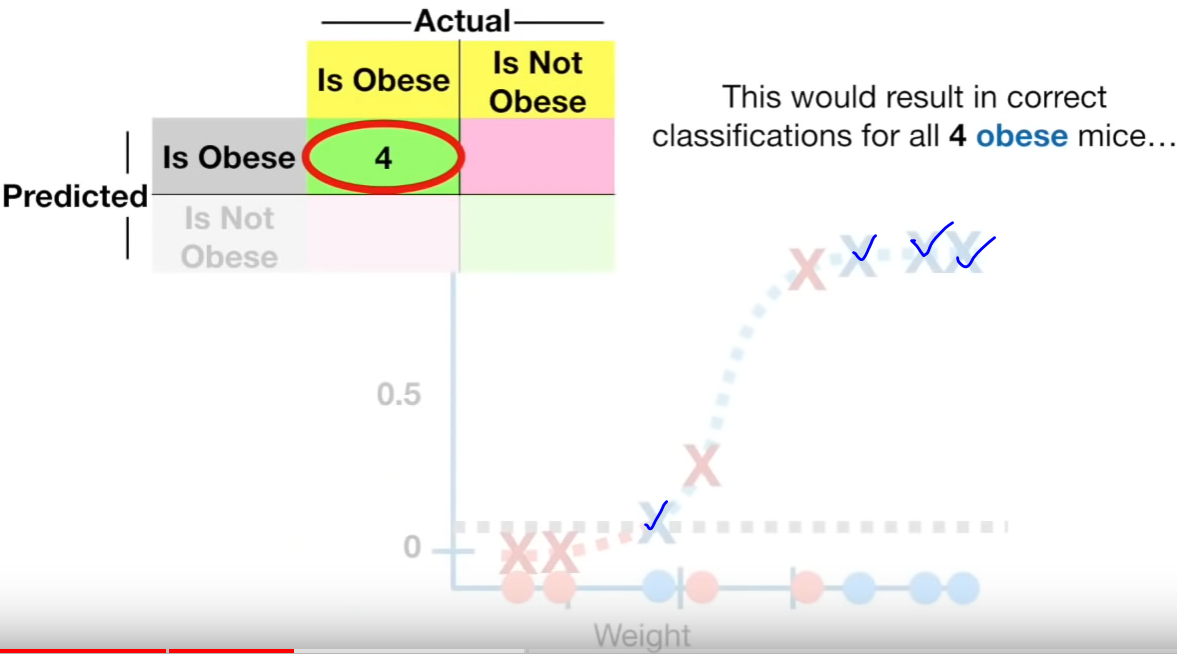 Actual
Is Obese
Is Not
Obese
This would result in correct
classifications for all 4 obese mice...
Is Obese
4
Predicted
Is Not
Obese
X X X X
0.5
X
X
0
X X
Weight